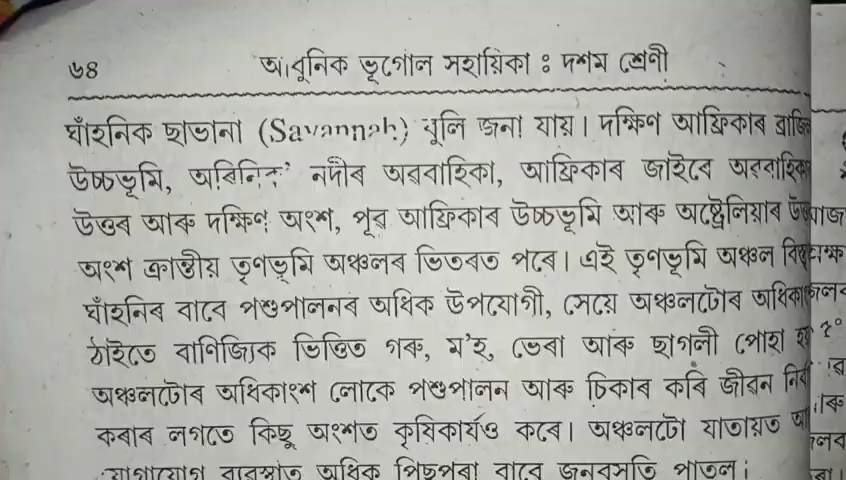 ৬৪ আধুনিক ভূগোল সহায়িকা ঃ দশম শ্ৰেণী
ঘাঁহনিক ছাভানা (Savannah) বুলি জনা যায়। দক্ষিণ আফ্ৰিকাৰ ব্ৰাজি
উচ্চভূমি, অৰিনিক' নদীৰ অৱবাহিকা, আফ্ৰিকাৰ জাইৰে অৱবাহিকা
উত্তৰ আৰু দক্ষিণ অংশ, পূৱ আফ্ৰিকাৰ উচ্চভূমি আৰু অষ্ট্ৰেলিয়াৰ
অংশ ক্ৰান্তীয় তৃণভূমি অঞ্চলৰ ভিতৰত পৰে। এই তৃণভূমি অঞ্চল
ঘাঁহনিৰ বাবে পশুপালনৰ অধিক উপযোগী, সেয়ে অঞ্চলটোৰ
ঠাইতে বাণিজ্যিক ভিত্তিত গৰু, ম'হ, ভেৰা আৰু ছাগলী পোহা হ
অঞ্চলটোৰ অধিকাংশ লোকে পশুপালন আৰু চিকাৰ কৰি জীৱন
কৰাৰ লগতে কিছু অংশত কৃষিকাৰ্যও কৰে। অঞ্চলটো যাতায়ত
যোগাযোগ ব্যৱস্থাত অধিক পিছপৰা বাবে জনবসতি পাতল।